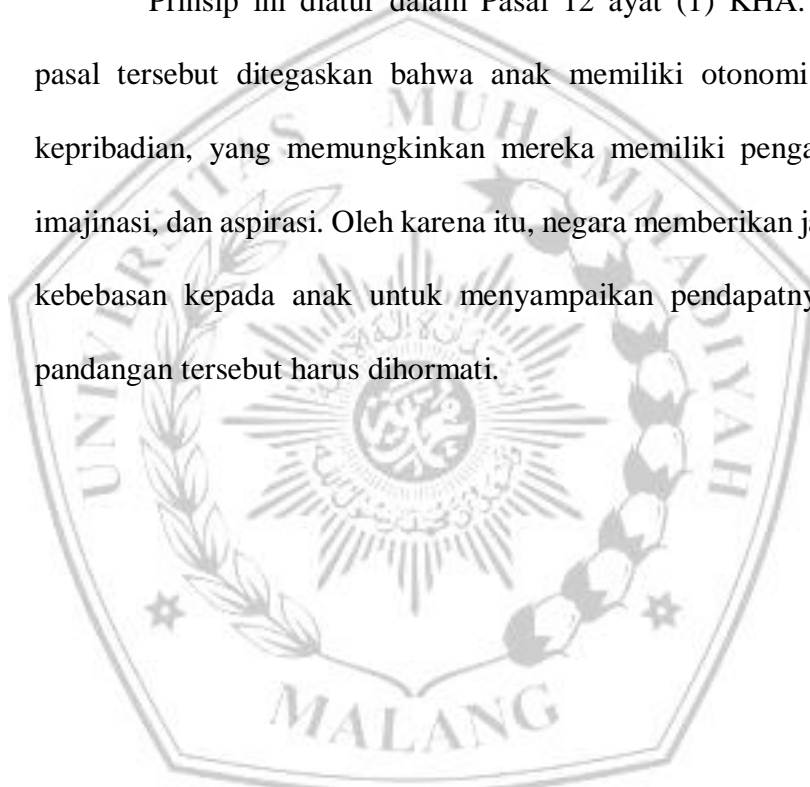 Prinsip ini diatur dalam Pasal 12 ayat (1) KHA.
pasal tersebut ditegaskan bahwa anak memiliki otonomi
kepribadian, yang memungkinkan mereka memiliki penga
imajinasi, dan aspirasi. Oleh karena itu, negara memberikan ja
kebebasan kepada anak untuk menyampaikan pendapatny
pandangan tersebut harus dihormati.
UNIVERSITAS MUHAMMADIYAH
MALANG